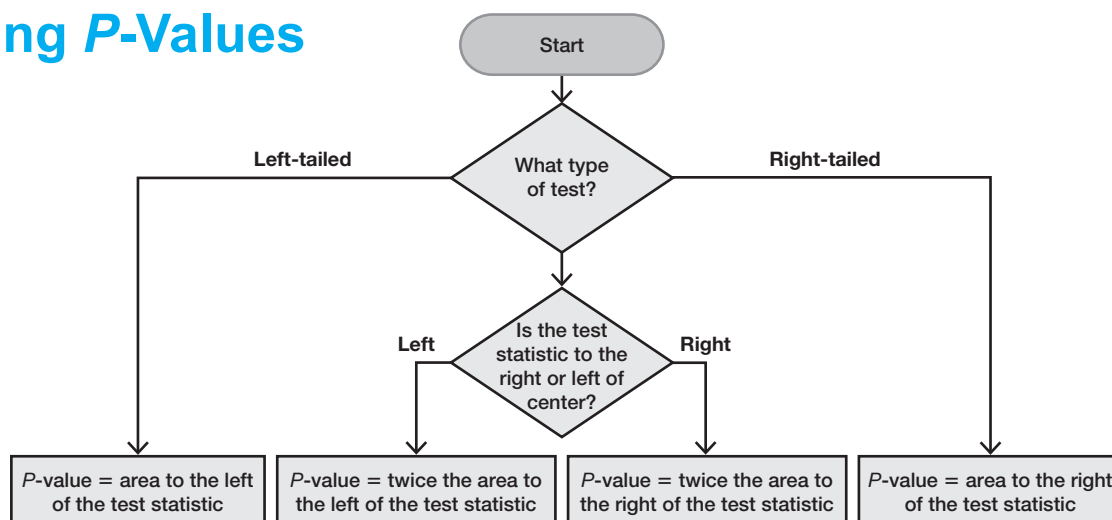 ng P-Values
Start
What type
of test?
Left-tailed
Right-tailed
Is the test
statistic to the
right or left of
center?
Left
Right
P-value = area to the left
of the test statistic
P-value = twice the area to
the left of the test statistic
P-value = twice the area to
the right of the test statistic
P-value = area to the right
of the test statistic